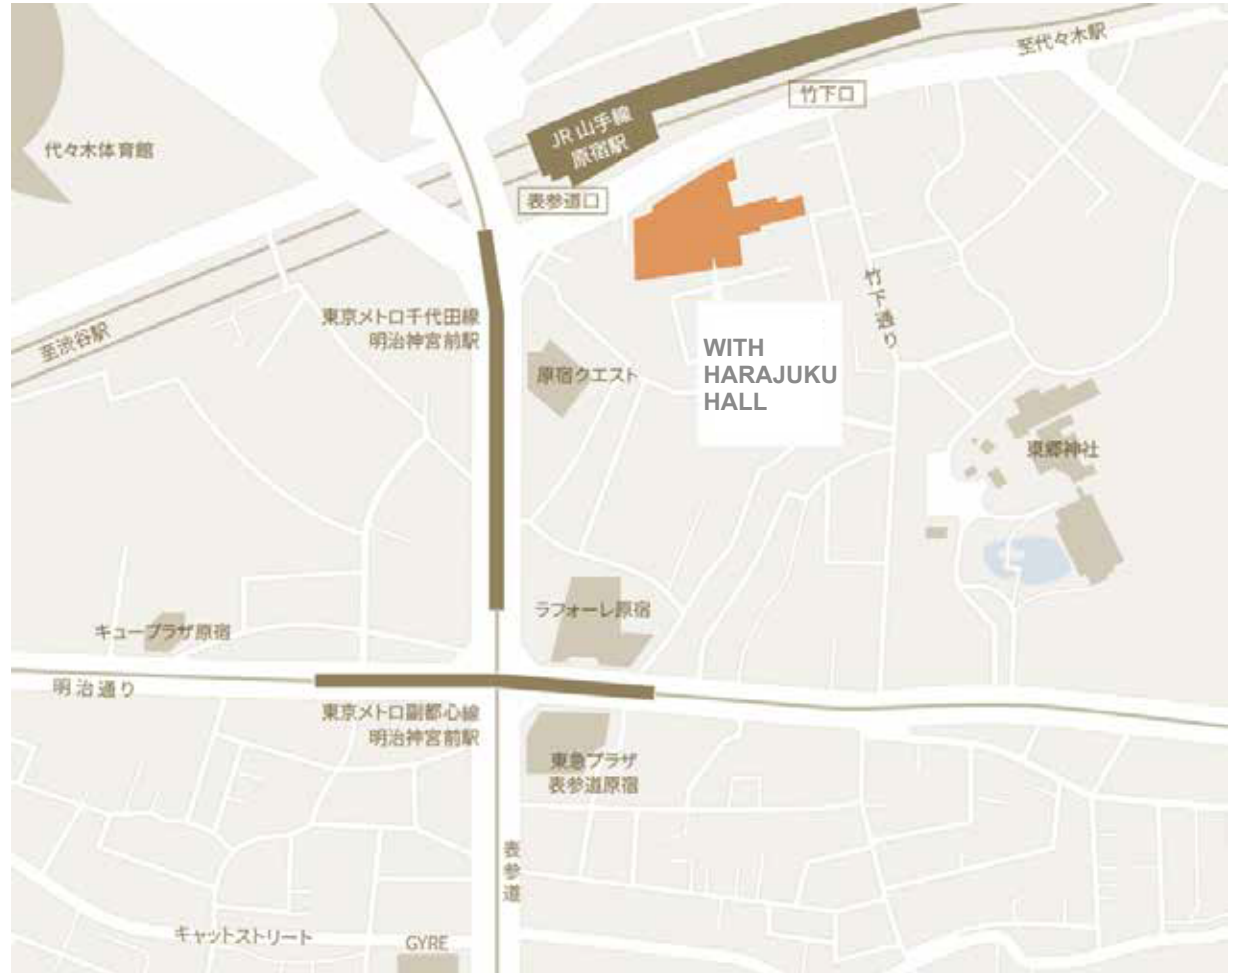 至代々木駅
竹下口
JR 山手線
原宿駅
代々木体育館
表参道口
竹下通り
東京メトロ千代田線
明治神宮前駅
至渋谷駅
WITH
HARAJUKU
HALL
原宿クエスト
東郷神社
ラフォーレ原宿
キュープラザ原宿
明治通り
東京メトロ副都心線
明治神宮前駅
東急プラザ
表参道原宿
表参道
キャットストリート
GYRE